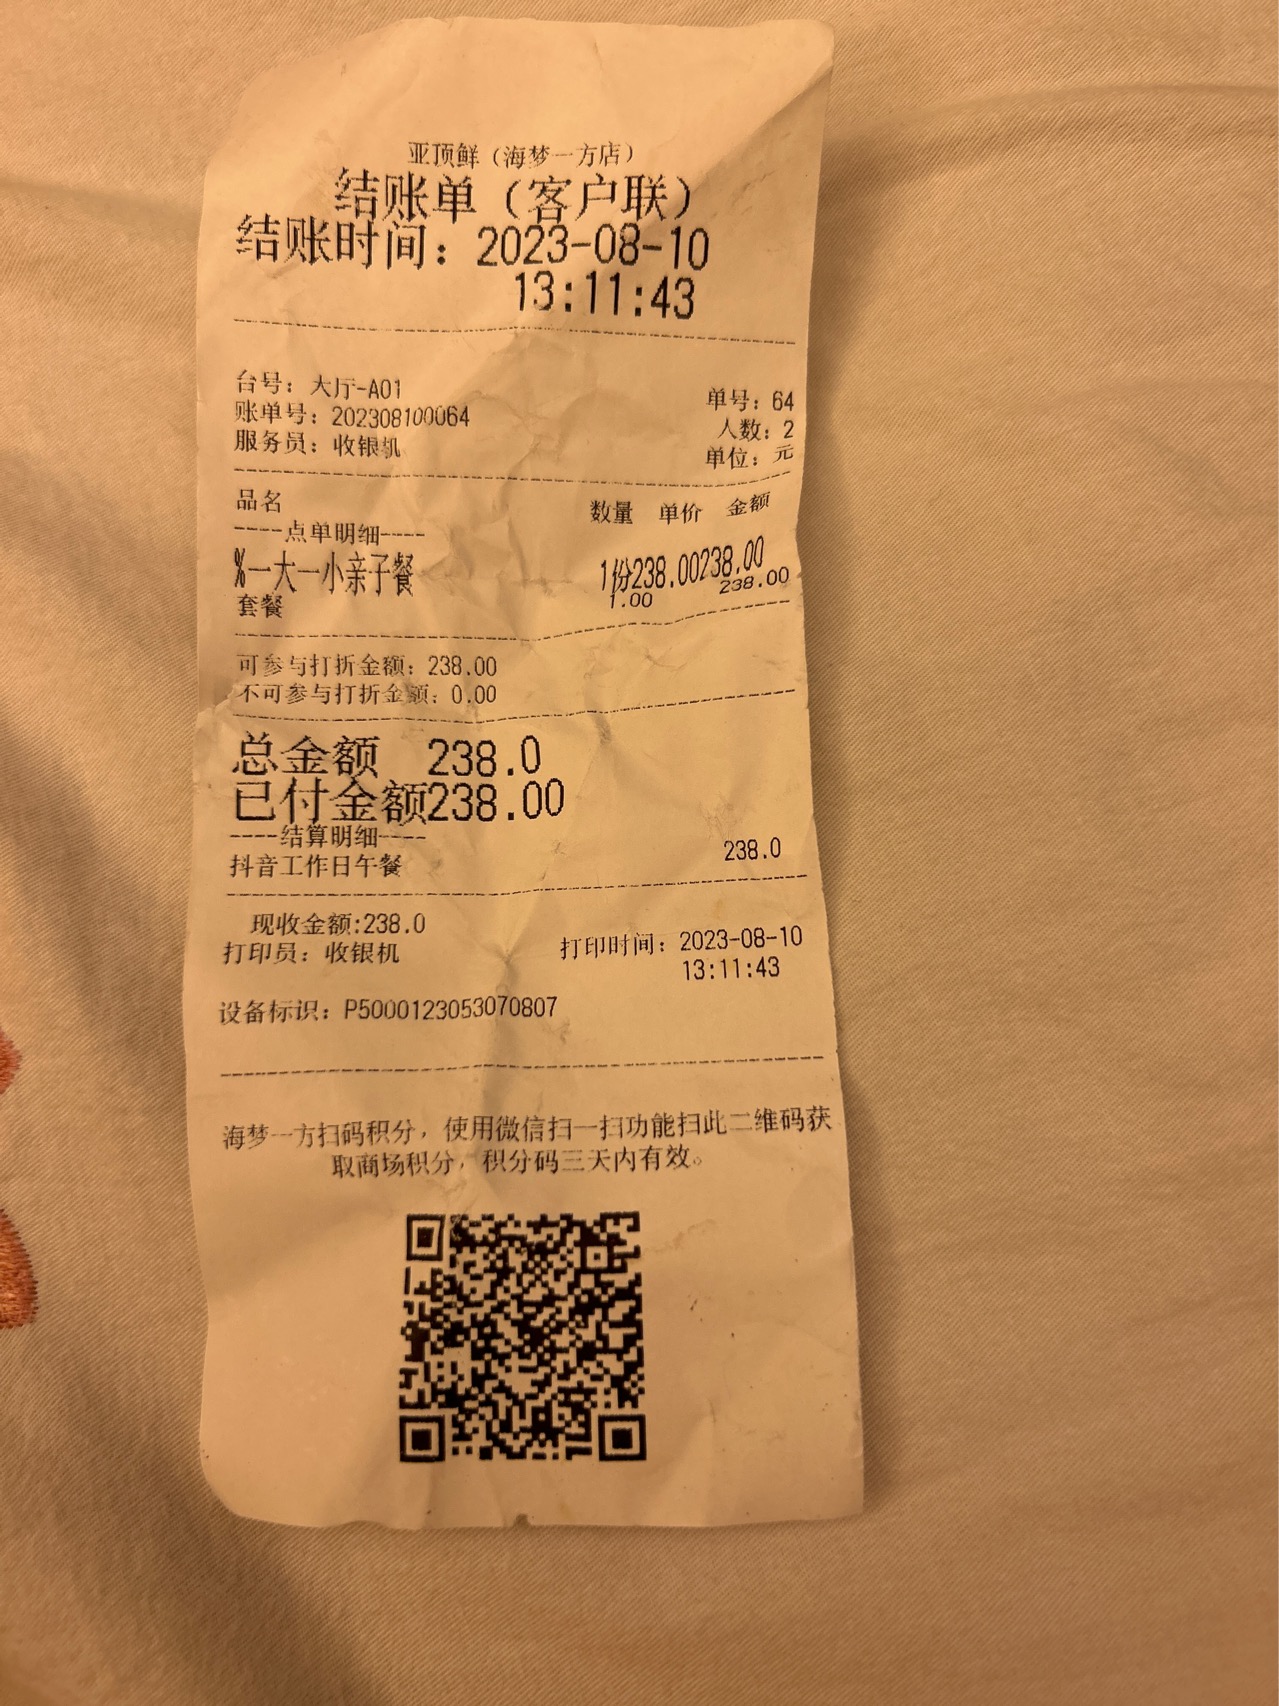 亚顶鲜（海梦一方店）
结账单（客户联）
结账时间：2023-08-10
13:11:43
台号：大厅-A01
单号：64
账单号：202308100064
人数：2
服务员：收银机
单位：元
品名 数量 单价 金额
----点单明细----
%一大一小亲子餐 1份238.00238.00
套餐 1.00 238.00
可参与打折金额：238.00
不可参与打折金额：0.00
总金额 238.0
已付金额238.00
----结算明细----
抖音工作日午餐 238.0
现收金额:238.0
打印员：收银机 打印时间：2023-08-10
13:11:43
设备标识：P5000123053070807
海梦一方扫码积分，使用微信扫一扫功能扫此二维码获
取商场积分，积分码三天内有效。